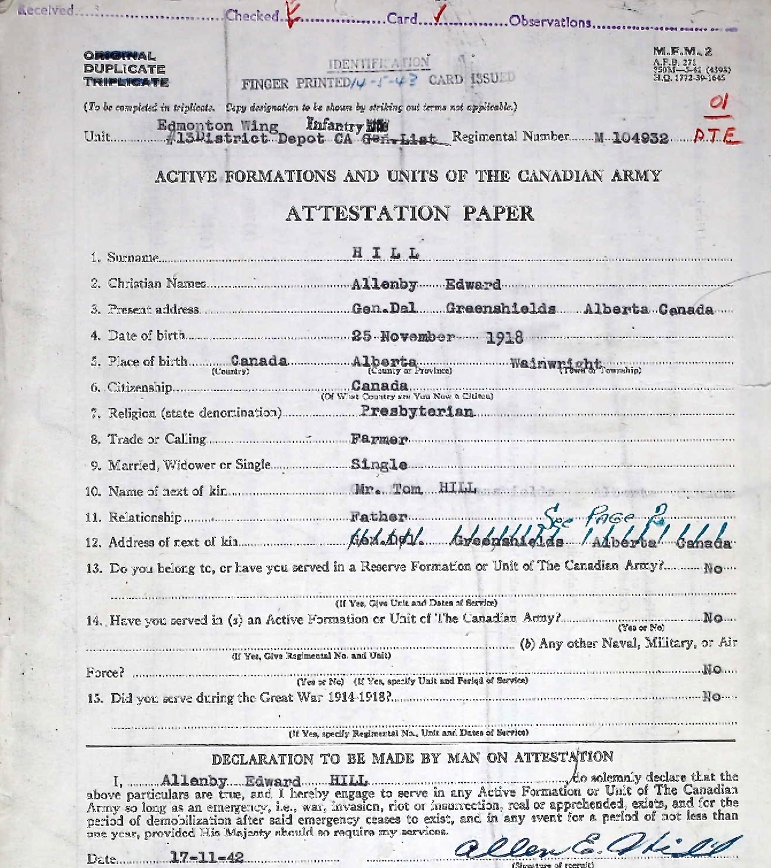 Received............Checked............Card............Observations............
ORIGINAL
DUPLICATE
TRIPLICATE
IDENTIFICATION
FINGER PRINTED 14-5-43 CARD ISSUED
M.F.M. 2
A.F.B. 271
H.Q. 1772-39-1645
(To be completed in triplicate. Copy designation to be shown by striking out terms not applicable.)
01
PTE
Edmonton Wing Infantry
Unit #13District Depot CA Gen.List Regimental Number M 104932
ACTIVE FORMATIONS AND UNITS OF THE CANADIAN ARMY
ATTESTATION PAPER
1. Surname H I L L
2. Christian Names Allenby Edward
3. Present address Gen.Del Greenshields Alberta Canada
4. Date of birth 25 November 1918
5. Place of birth Canada Alberta Wainwright
(Country) (County or Province) (Town or Township)
6. Citizenship Canada
(Of What Country are You Now a Citizen)
7. Religion (state denomination) Presbyterian
8. Trade or Calling Farmer
9. Married, Widower or Single Single
10. Name of next of kin Mr. Tom HILL
11. Relationship Father See PAGE 2
12. Address of next of kin Gen.Del. Greenshields Alberta Canada
13. Do you belong to, or have you served in a Reserve Formation or Unit of The Canadian Army? No
(If Yes, Give Unit and Dates of Service)
14. Have you served in (a) an Active Formation or Unit of The Canadian Army? No
(Yes or No)
(b) Any other Naval, Military, or Air
(If Yes, Give Regimental No. and Unit)
Force? No
(Yes or No) (If Yes, specify Unit and Period of Service)
15. Did you serve during the Great War 1914-1918? No
(If Yes, specify Regimental No., Unit and Dates of Service)
DECLARATION TO BE MADE BY MAN ON ATTESTATION
I, Allenby Edward HILL do solemnly declare that the
above particulars are true, and I hereby engage to serve in any Active Formation or Unit of The Canadian
Army so long as an emergency, i.e., war, invasion, riot or insurrection, real or apprehended, exists, and for the
period of demobilization after said emergency ceases to exist, and in any event for a period of not less than
one year, provided His Majesty should so require my services.
Date 17-11-42 Allen E. Hill
(Signature of recruit)